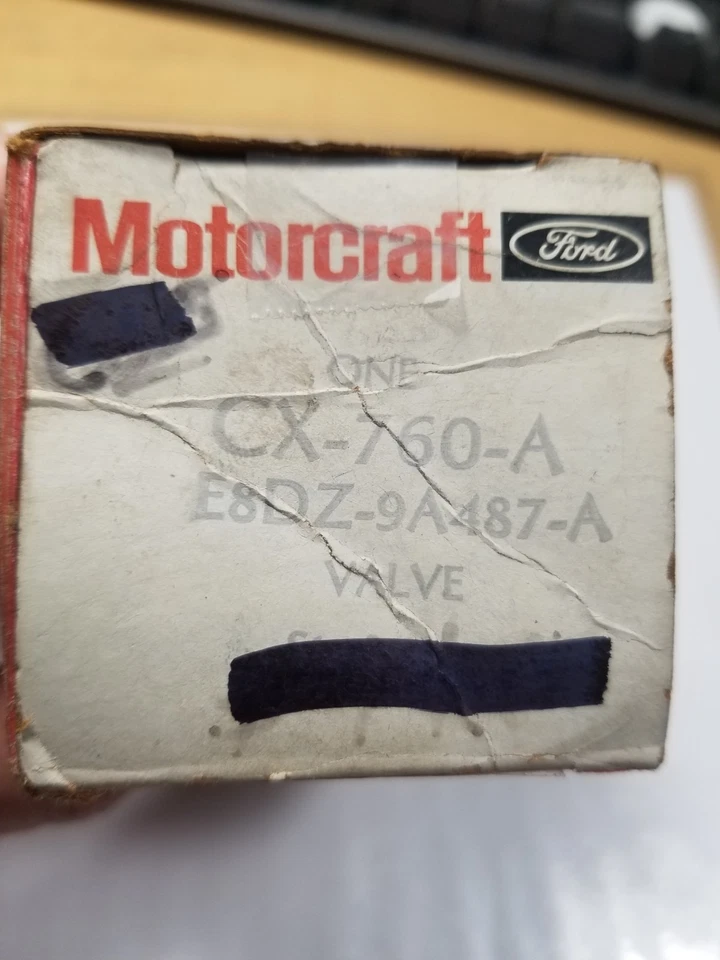 Motorcraft Ford
ONE
CX-760-A
E8DZ-9A487-A
VALVE